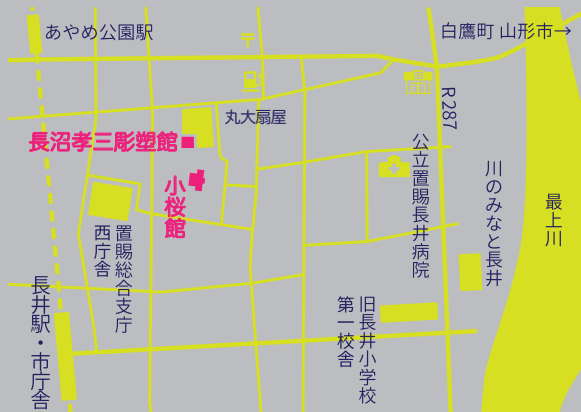 あやめ公園駅
〒
白鷹町 山形市→
R287
丸大扇屋
長沼孝三彫塑館
小桜館
公立置賜長井病院
川のみなと長井
最上川
置賜総合支庁
西庁舎
長井駅・市庁舎
旧長井小学校
第一校舎